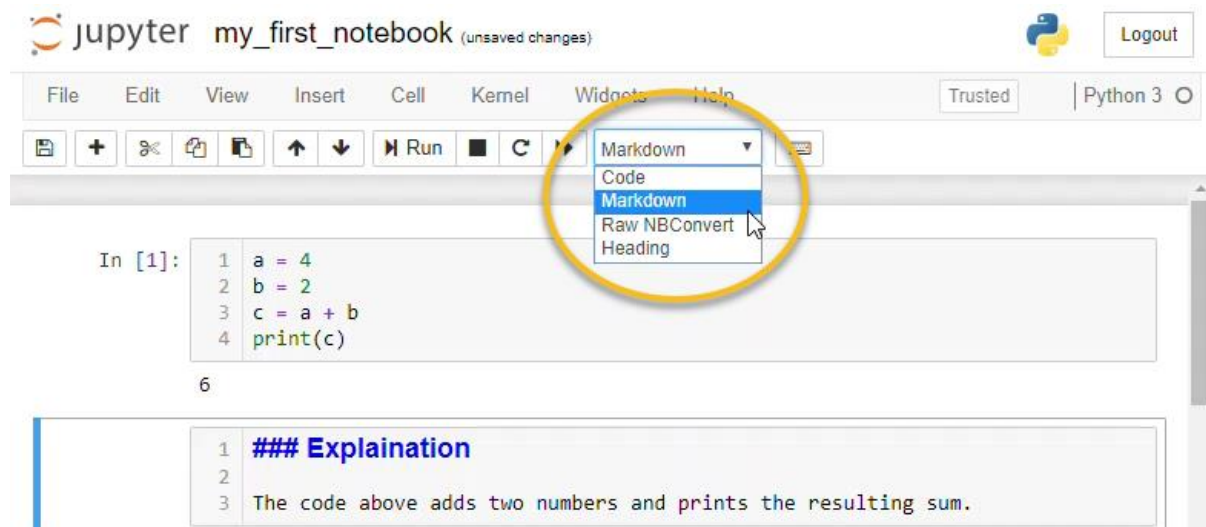 jupyter my_first_notebook (unsaved changes) Logout
File Edit View Insert Cell Kernel Widgets Help Trusted Python 3
Run Markdown
Code
Markdown
Raw NBConvert
Heading
In [1]: 1 a = 4
2 b = 2
3 c = a + b
4 print(c)
6
1 ### Explaination
2
3 The code above adds two numbers and prints the resulting sum.